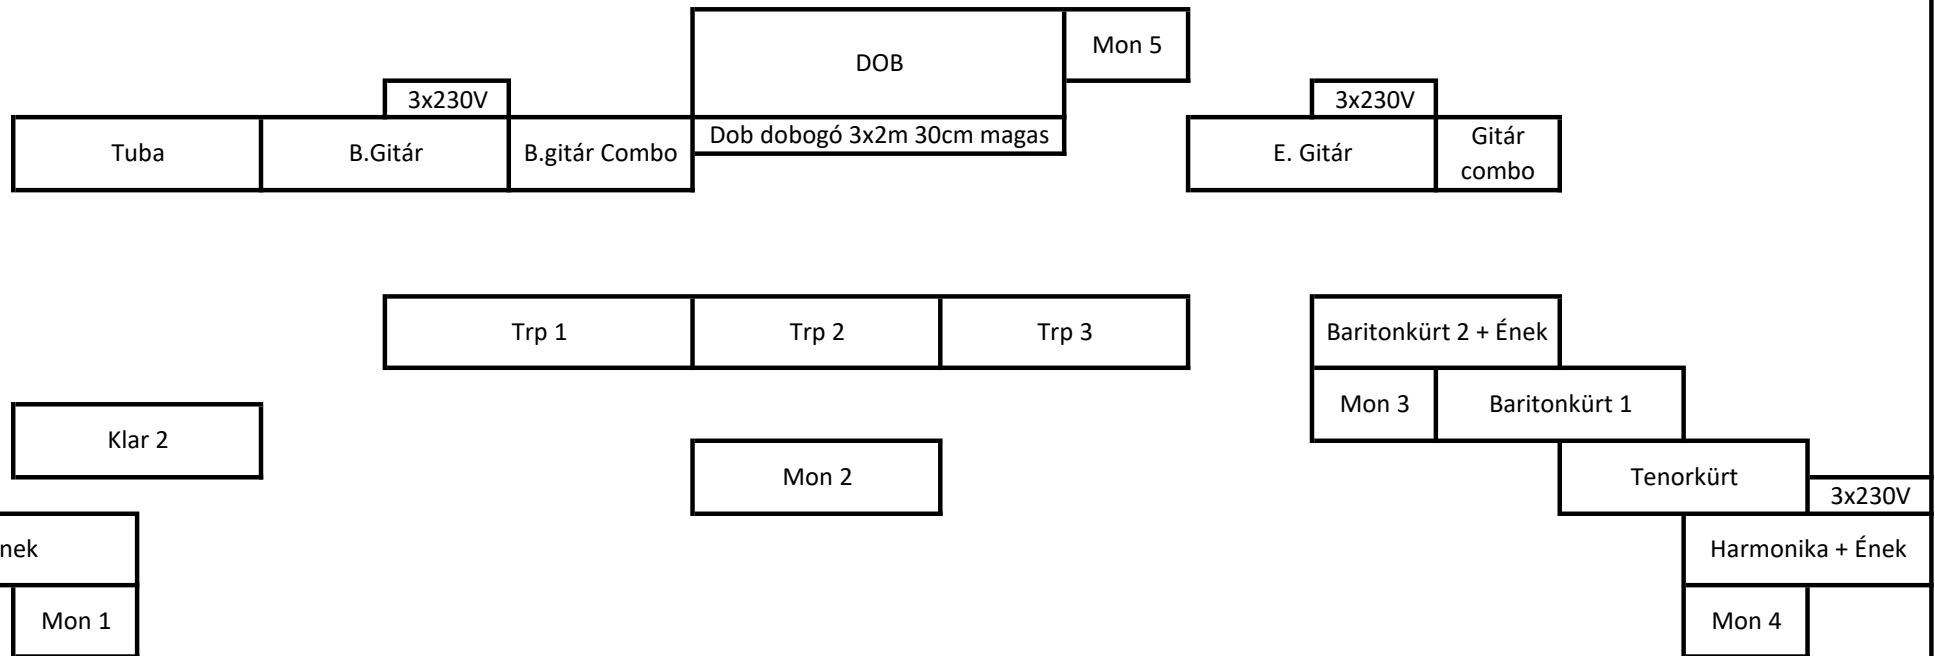 DOB
Mon 5
3x230V
3x230V
Tuba
B.Gitár
B.gitár Combo
Dob dobogó 3x2m 30cm magas
E. Gitár
Gitár
combo
Trp 1
Trp 2
Trp 3
Baritonkürt 2 + Ének
Mon 3
Baritonkürt 1
Klar 2
Mon 2
Tenorkürt
3x230V
nek
Harmonika + Ének
Mon 1
Mon 4